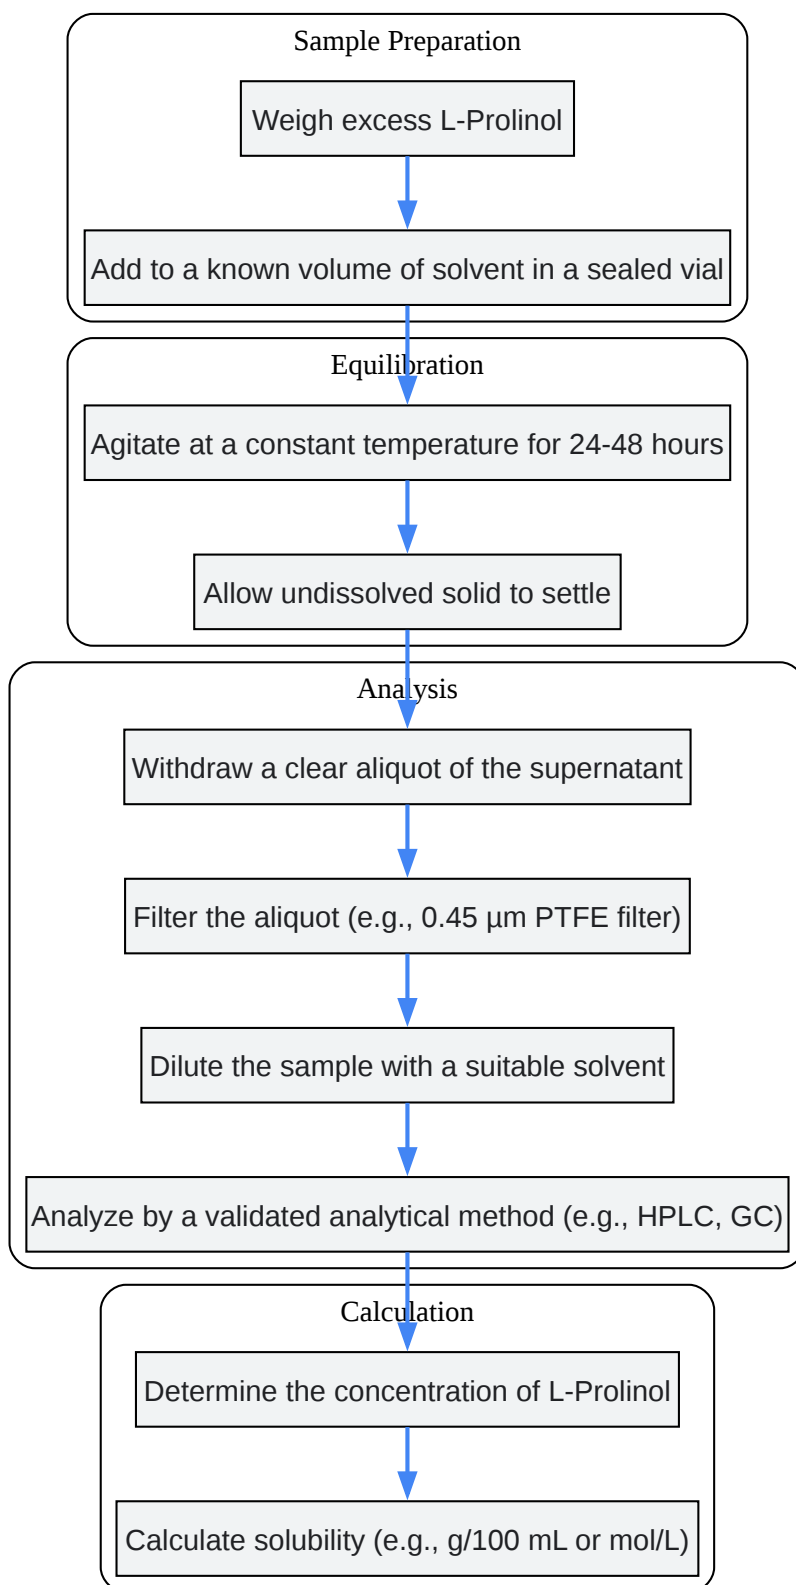 Sample Preparation
Weigh excess L-Prolinol
Add to a known volume of solvent in a sealed vial
Equilibration
Agitate at a constant temperature for 24-48 hours
Allow undissolved solid to settle
Analysis
Withdraw a clear aliquot of the supernatant
Filter the aliquot (e.g., 0.45 µm PTFE filter)
Dilute the sample with a suitable solvent
Analyze by a validated analytical method (e.g., HPLC, GC)
Calculation
Determine the concentration of L-Prolinol
Calculate solubility (e.g., g/100 mL or mol/L)